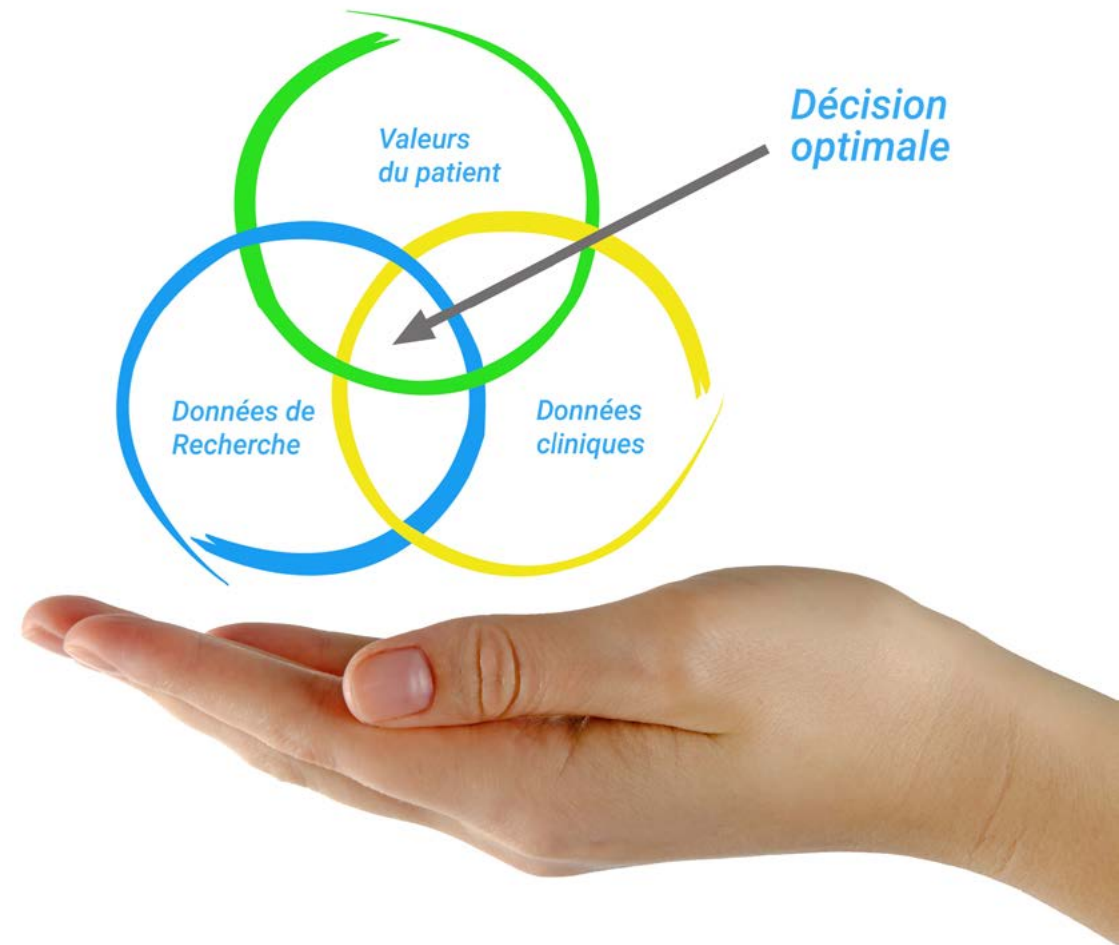 Décision
optimale
Valeurs
du patient
Données de
Recherche
Données
cliniques